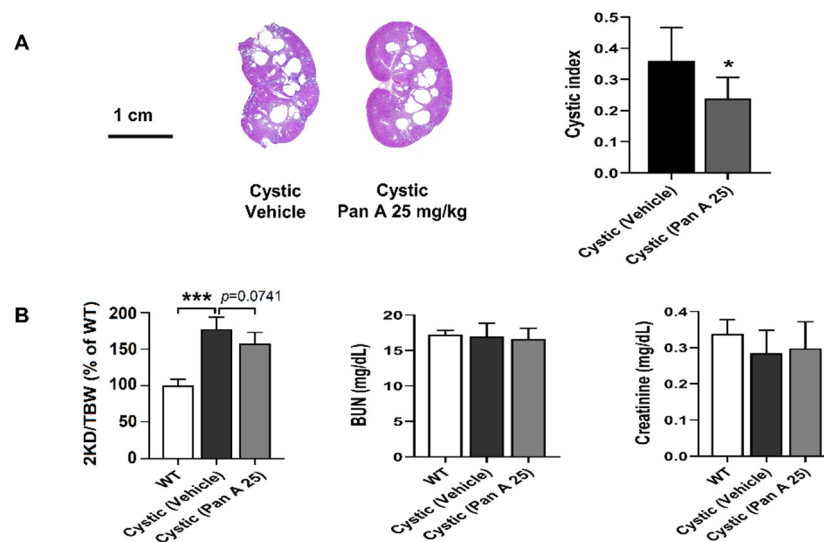 A
1 cm
Cystic
Vehicle
Cystic
Pan A 25 mg/kg
Cystic index
0.5
0.4
0.3
0.2
0.1
0.0
*
Cystic (Vehicle)
Cystic (Pan A 25)
B
2KD/TBW (% of WT)
200
150
100
50
0
***
p=0.0741
WT
Cystic (Vehicle)
Cystic (Pan A 25)
BUN (mg/dL)
20
15
10
5
0
WT
Cystic (Vehicle)
Cystic (Pan A 25)
Creatinine (mg/dL)
0.4
0.3
0.2
0.1
0.0
WT
Cystic (Vehicle)
Cystic (Pan A 25)